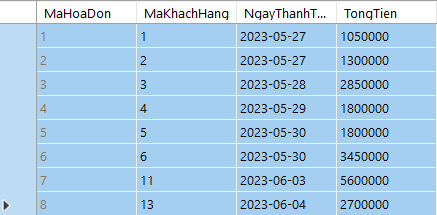 MaHoaDon MaKhachHang NgayThanhT... TongTien
1 1 2023-05-27 1050000
2 2 2023-05-27 1300000
3 3 2023-05-28 2850000
4 4 2023-05-29 1800000
5 5 2023-05-30 1800000
6 6 2023-05-30 3450000
7 11 2023-06-03 5600000
8 13 2023-06-04 2700000